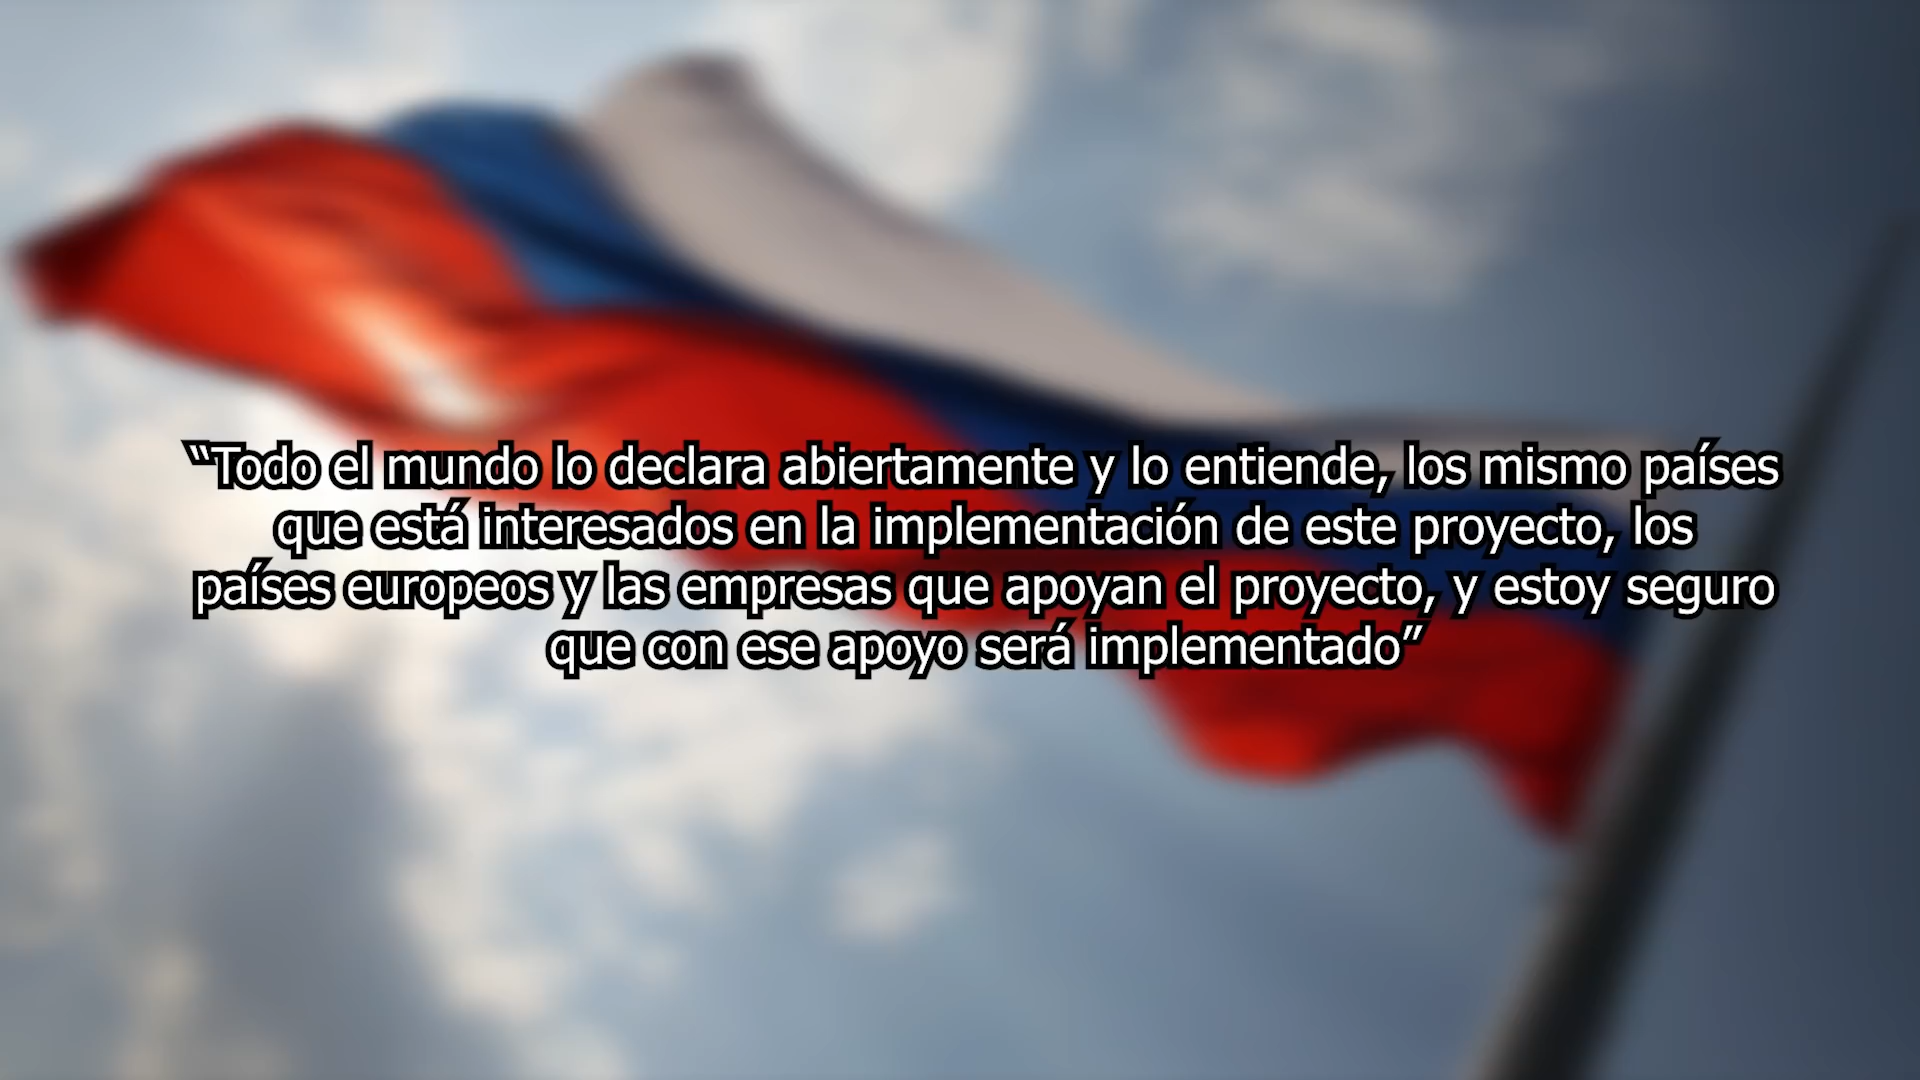 “Todo el mundo lo declara abiertamente y lo entiende, los mismo países
que está interesados en la implementación de este proyecto, los
países europeos y las empresas que apoyan el proyecto, y estoy seguro
que con ese apoyo será implementado”